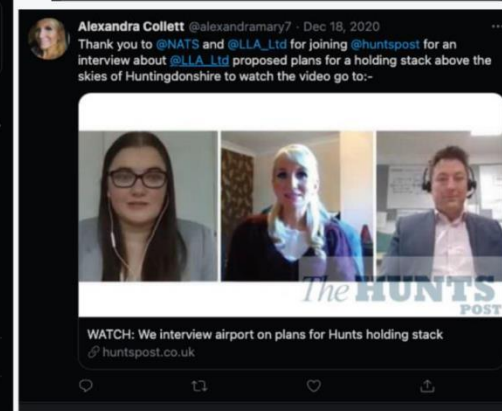 Alexandra Collett @alexandramary7 · Dec 18, 2020
Thank you to @NATS and @LLA_Ltd for joining @huntspost for an
interview about @LLA_Ltd proposed plans for a holding stack above the
skies of Huntingdonshire to watch the video go to:-
The HUNTS
POST
WATCH: We interview airport on plans for Hunts holding stack
huntspost.co.uk